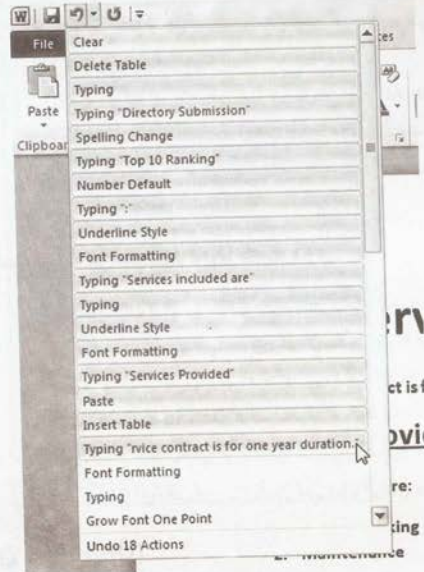 W
File
Clear
ces
Delete Table
Typing
Paste
Typing "Directory Submission"
A
Spelling Change
Clipboar
Typing "Top 10 Ranking"
Number Default
Typing ":"
Underline Style
Font Formatting
Typing "Services included are"
Typing
Underline Style
erv
Font Formatting
Typing "Services Provided"
ct is f
Paste
Insert Table
ovi
Typing "rvice contract is for one year duration."
Font Formatting
re:
Typing
Grow Font One Point
king
Undo 18 Actions
2. Maintenance